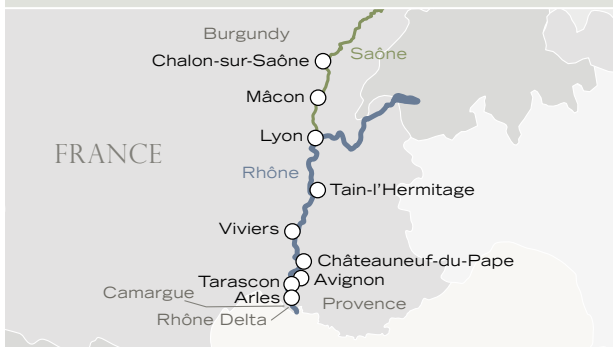 Burgundy
Saône
Chalon-sur-Saône
Mâcon
Lyon
FRANCE
Rhône
Tain-l'Hermitage
Viviers
Châteauneuf-du-Pape
Tarascon
Avignon
Camargue
Arles
Provence
Rhône Delta